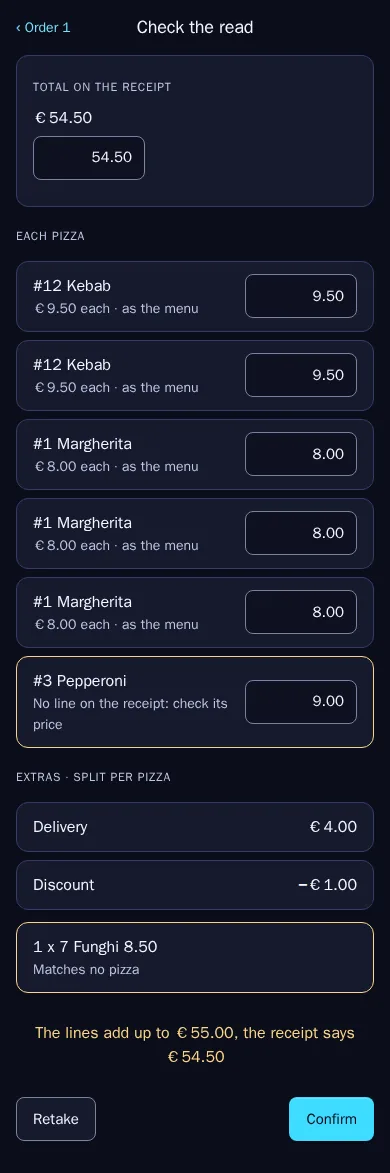 ‹ Order 1
Check the read
TOTAL ON THE RECEIPT
€ 54.50
54.50
EACH PIZZA
#12 Kebab
€ 9.50 each · as the menu
9.50
#12 Kebab
€ 9.50 each · as the menu
9.50
#1 Margherita
€ 8.00 each · as the menu
8.00
#1 Margherita
€ 8.00 each · as the menu
8.00
#1 Margherita
€ 8.00 each · as the menu
8.00
#3 Pepperoni
No line on the receipt: check its
price
9.00
EXTRAS · SPLIT PER PIZZA
Delivery
€ 4.00
Discount
−€ 1.00
1 x 7 Funghi 8.50
Matches no pizza
The lines add up to € 55.00, the receipt says
€ 54.50
Retake
Confirm